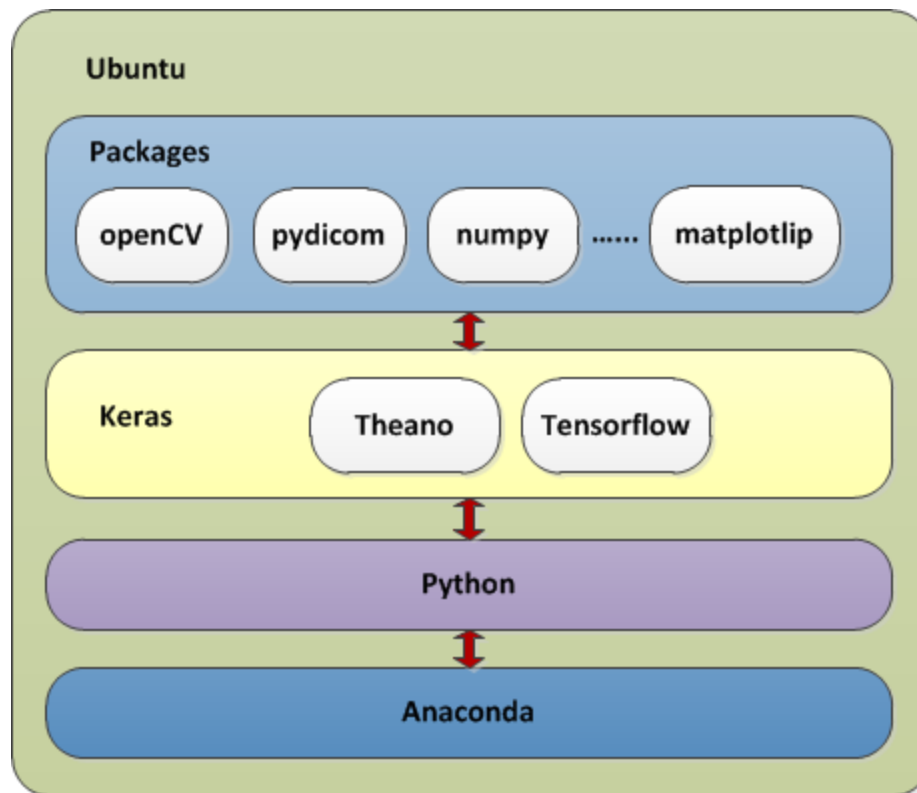 Ubuntu
Packages
openCV pydicom numpy ...... matplotlip
Keras Theano Tensorflow
Python
Anaconda